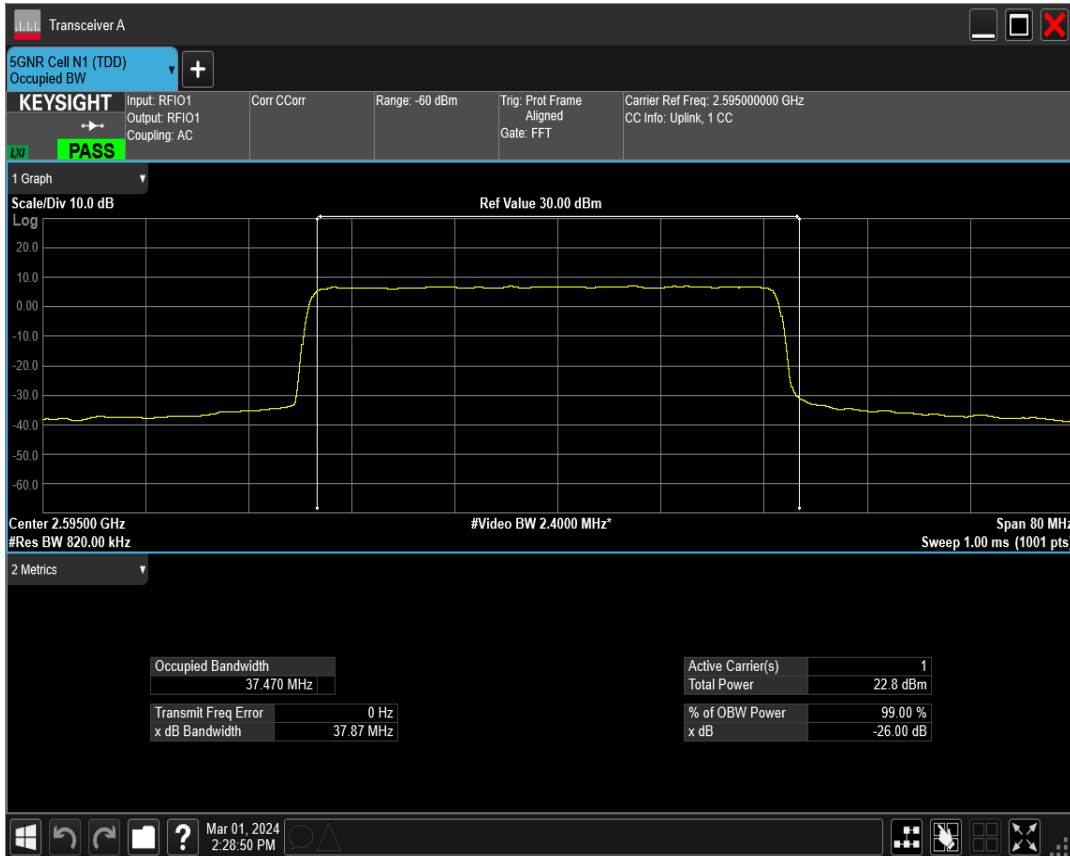 Transceiver A
5GNR Cell N1 (TDD)
Occupied BW
+
KEYSIGHT
LXI
PASS
Input: RFIO1
Output: RFIO1
Coupling: AC
Corr CCorr
Range: -60 dBm
Trig: Prot Frame
Aligned
Gate: FFT
Carrier Ref Freq: 2.595000000 GHz
CC Info: Uplink, 1 CC
1 Graph
Scale/Div 10.0 dB
Ref Value 30.00 dBm
Log
20.0
10.0
0.00
-10.0
-20.0
-30.0
-40.0
-50.0
-60.0
Center 2.59500 GHz
#Video BW 2.4000 MHz*
Span 80 MHz
#Res BW 820.00 kHz
Sweep 1.00 ms (1001 pts)
2 Metrics
Occupied Bandwidth
37.470 MHz
Transmit Freq Error 0 Hz
x dB Bandwidth 37.87 MHz
Active Carrier(s) 1
Total Power 22.8 dBm
% of OBW Power 99.00 %
x dB -26.00 dB
?
Mar 01, 2024
2:28:50 PM